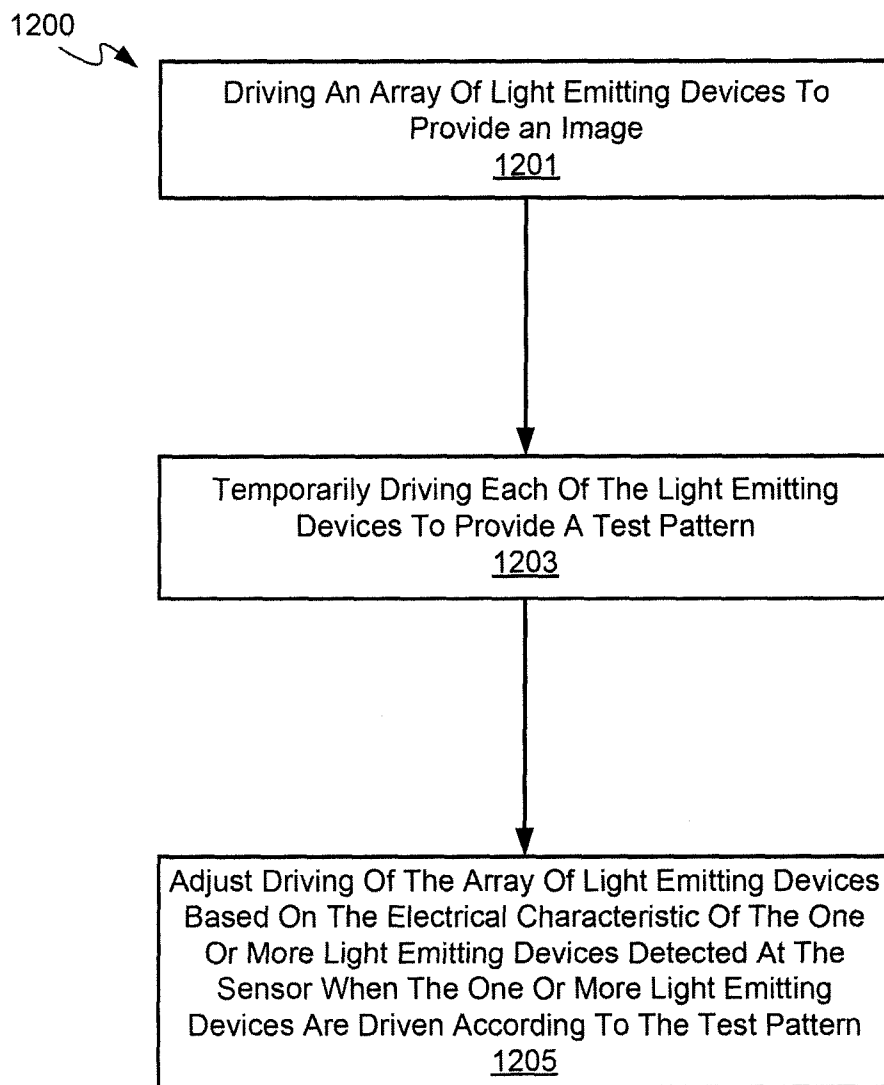 1200
Driving An Array Of Light Emitting Devices To
Provide an Image
1201
Temporarily Driving Each Of The Light Emitting
Devices To Provide A Test Pattern
1203
Adjust Driving Of The Array Of Light Emitting Devices
Based On The Electrical Characteristic Of The One
Or More Light Emitting Devices Detected At The
Sensor When The One Or More Light Emitting
Devices Are Driven According To The Test Pattern
1205